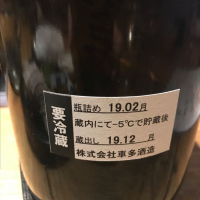 要冷蔵
瓶詰め 19.02月
蔵内にて-5℃で貯蔵後
蔵出し 19.12 月
株式会社車多酒造